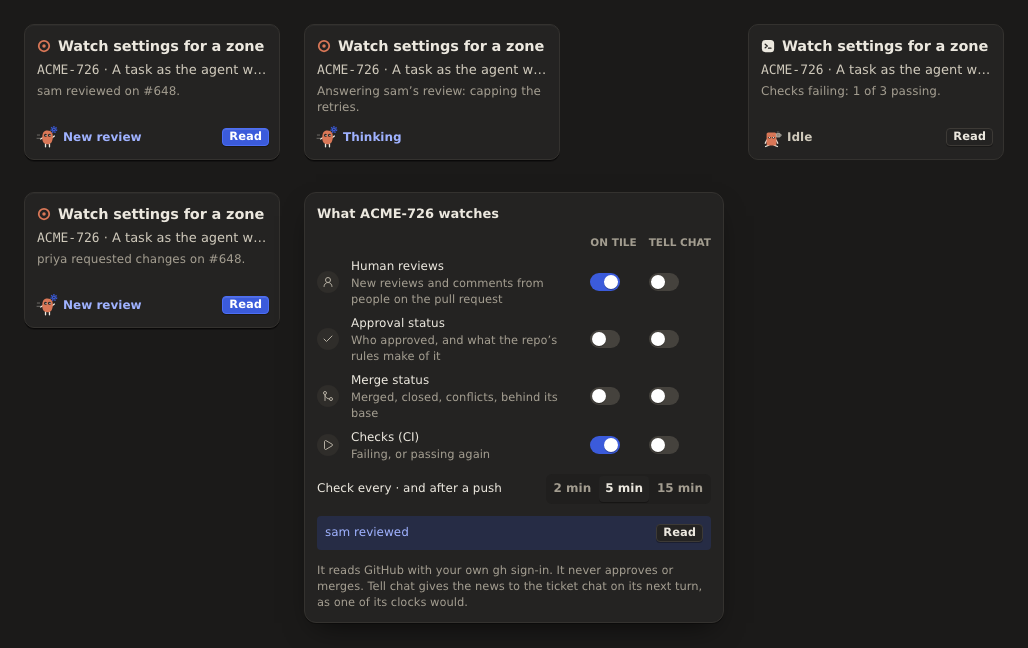 Watch settings for a zone
ACME-726 · A task as the agent w…
sam reviewed on #648.
New review
Read
Watch settings for a zone
ACME-726 · A task as the agent w…
Answering sam’s review: capping the
retries.
Thinking
Watch settings for a zone
ACME-726 · A task as the agent w…
Checks failing: 1 of 3 passing.
Idle
Read
Watch settings for a zone
ACME-726 · A task as the agent w…
priya requested changes on #648.
New review
Read
What ACME-726 watches
ON TILE TELL CHAT
Human reviews
New reviews and comments from
people on the pull request
Approval status
Who approved, and what the repo’s
rules make of it
Merge status
Merged, closed, conflicts, behind its
base
Checks (CI)
Failing, or passing again
Check every · and after a push 2 min 5 min 15 min
sam reviewed Read
It reads GitHub with your own gh sign-in. It never approves or
merges. Tell chat gives the news to the ticket chat on its next turn,
as one of its clocks would.